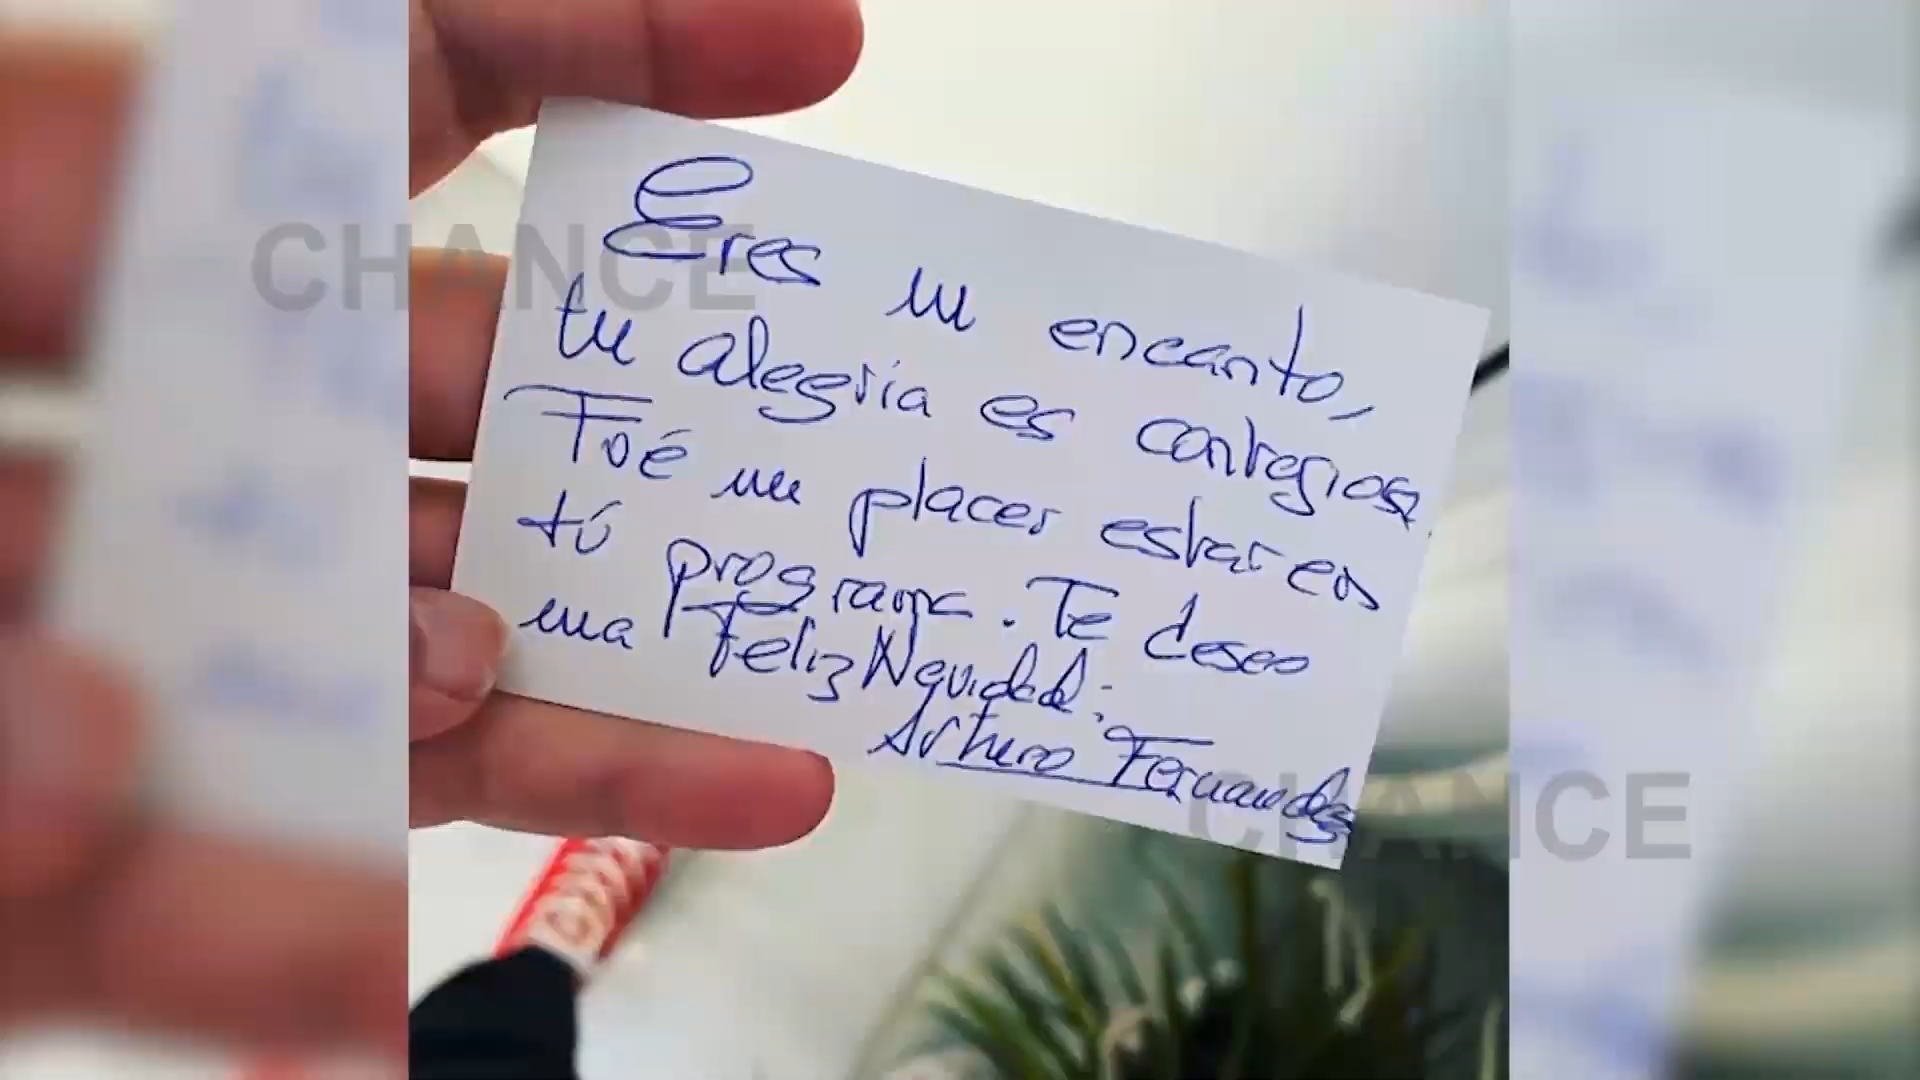 CHANCE
Eres un encanto,
tu alegría es contagiosa,
Fué un placer estar en
tú programa. Te deseo
una Feliz Navidad:
Arturo Fernandez
CHANCE